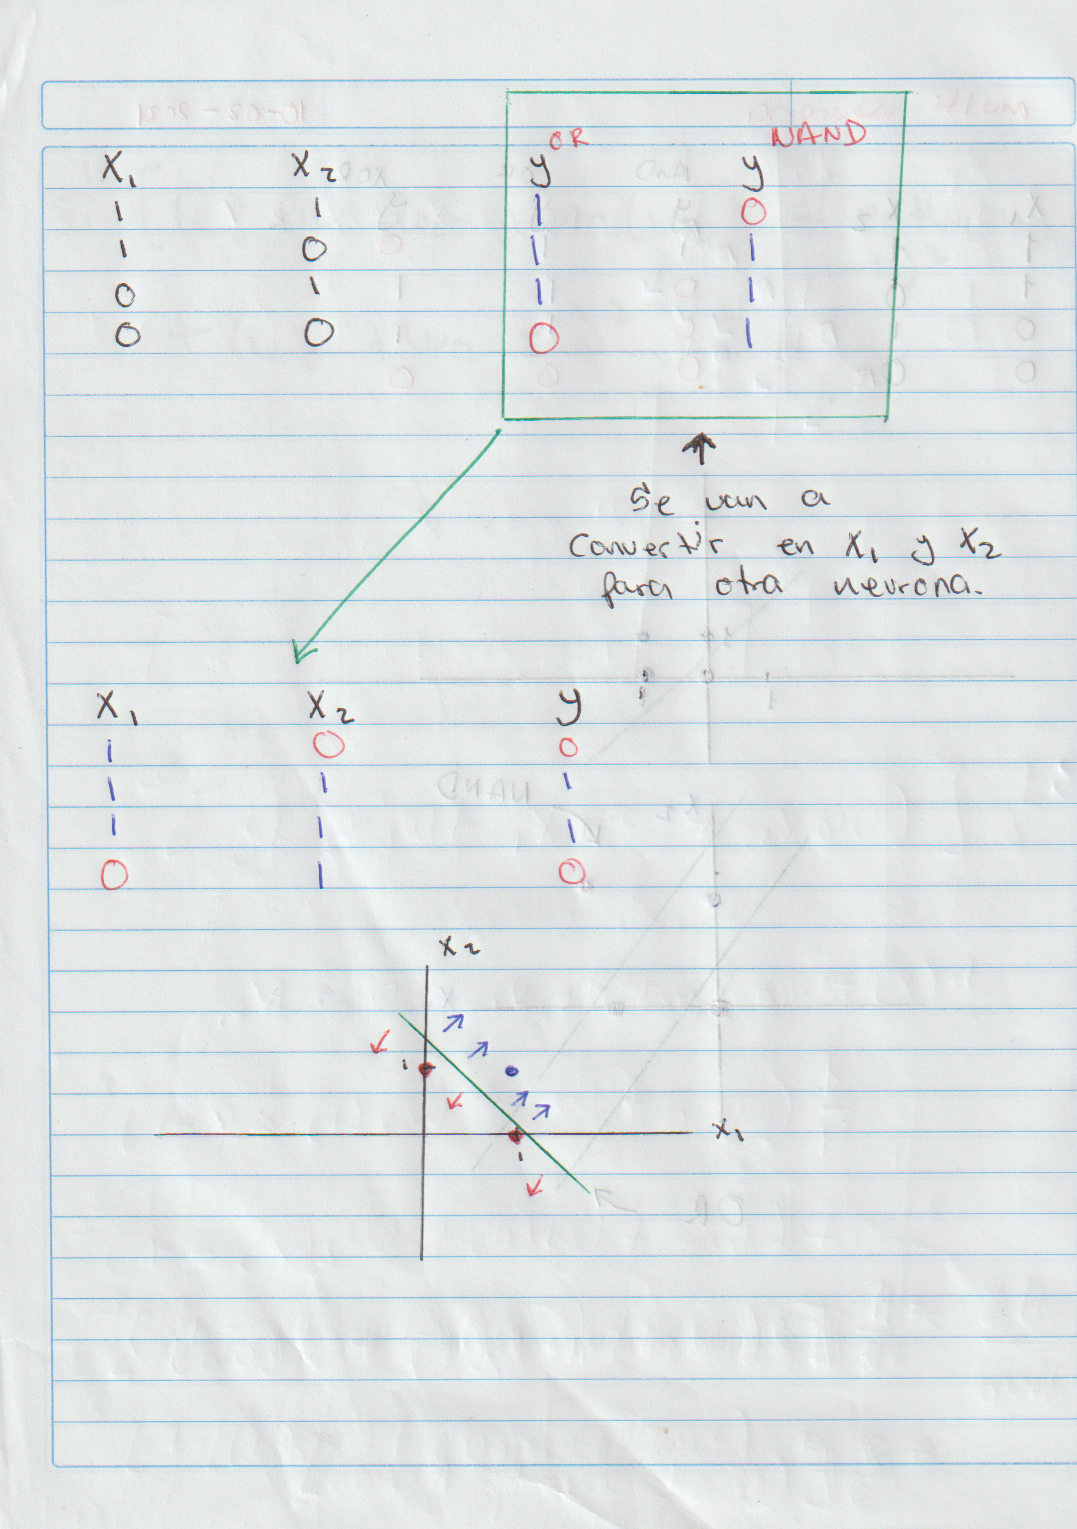 OR NAND
X₁ X₂ y y
1 1 1 0
1 0 1 1
0 1 1 1
0 0 0 1
Se van a
convertir en X₁ y X₂
para otra neurona.
X₁ X₂ y
1 0 0
1 1 1
1 1 1
0 1 0
X₂
1
X₁
1